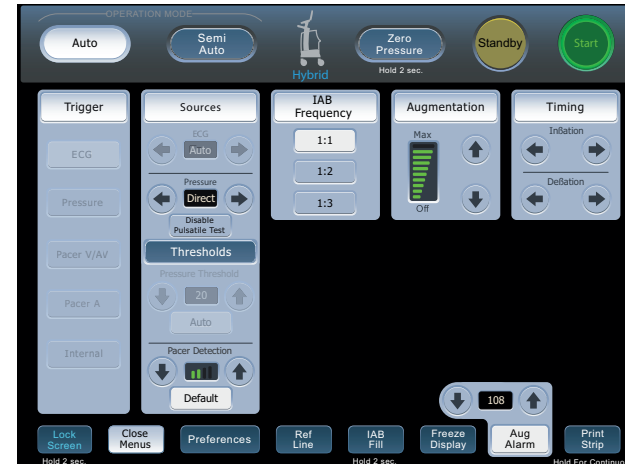 OPERATION MODE
Auto
Semi
Auto
Hybrid
Zero
Pressure
Hold 2 sec.
Standby
Start
Trigger
ECG
Pressure
Pacer V/AV
Pacer A
Internal
Sources
ECG
Auto
Pressure
Direct
Disable
Pulsatile Test
Thresholds
Pressure Threshold
20
Auto
Pacer Detection
Default
IAB
Frequency
1:1
1:2
1:3
Augmentation
Max
Off
Timing
Inßation
Deßation
108
Lock
Screen
Hold 2 sec.
Close
Menus
Preferences
Ref
Line
IAB
Fill
Hold 2 sec.
Freeze
Display
Aug
Alarm
Print
Strip
Hold For Continuo